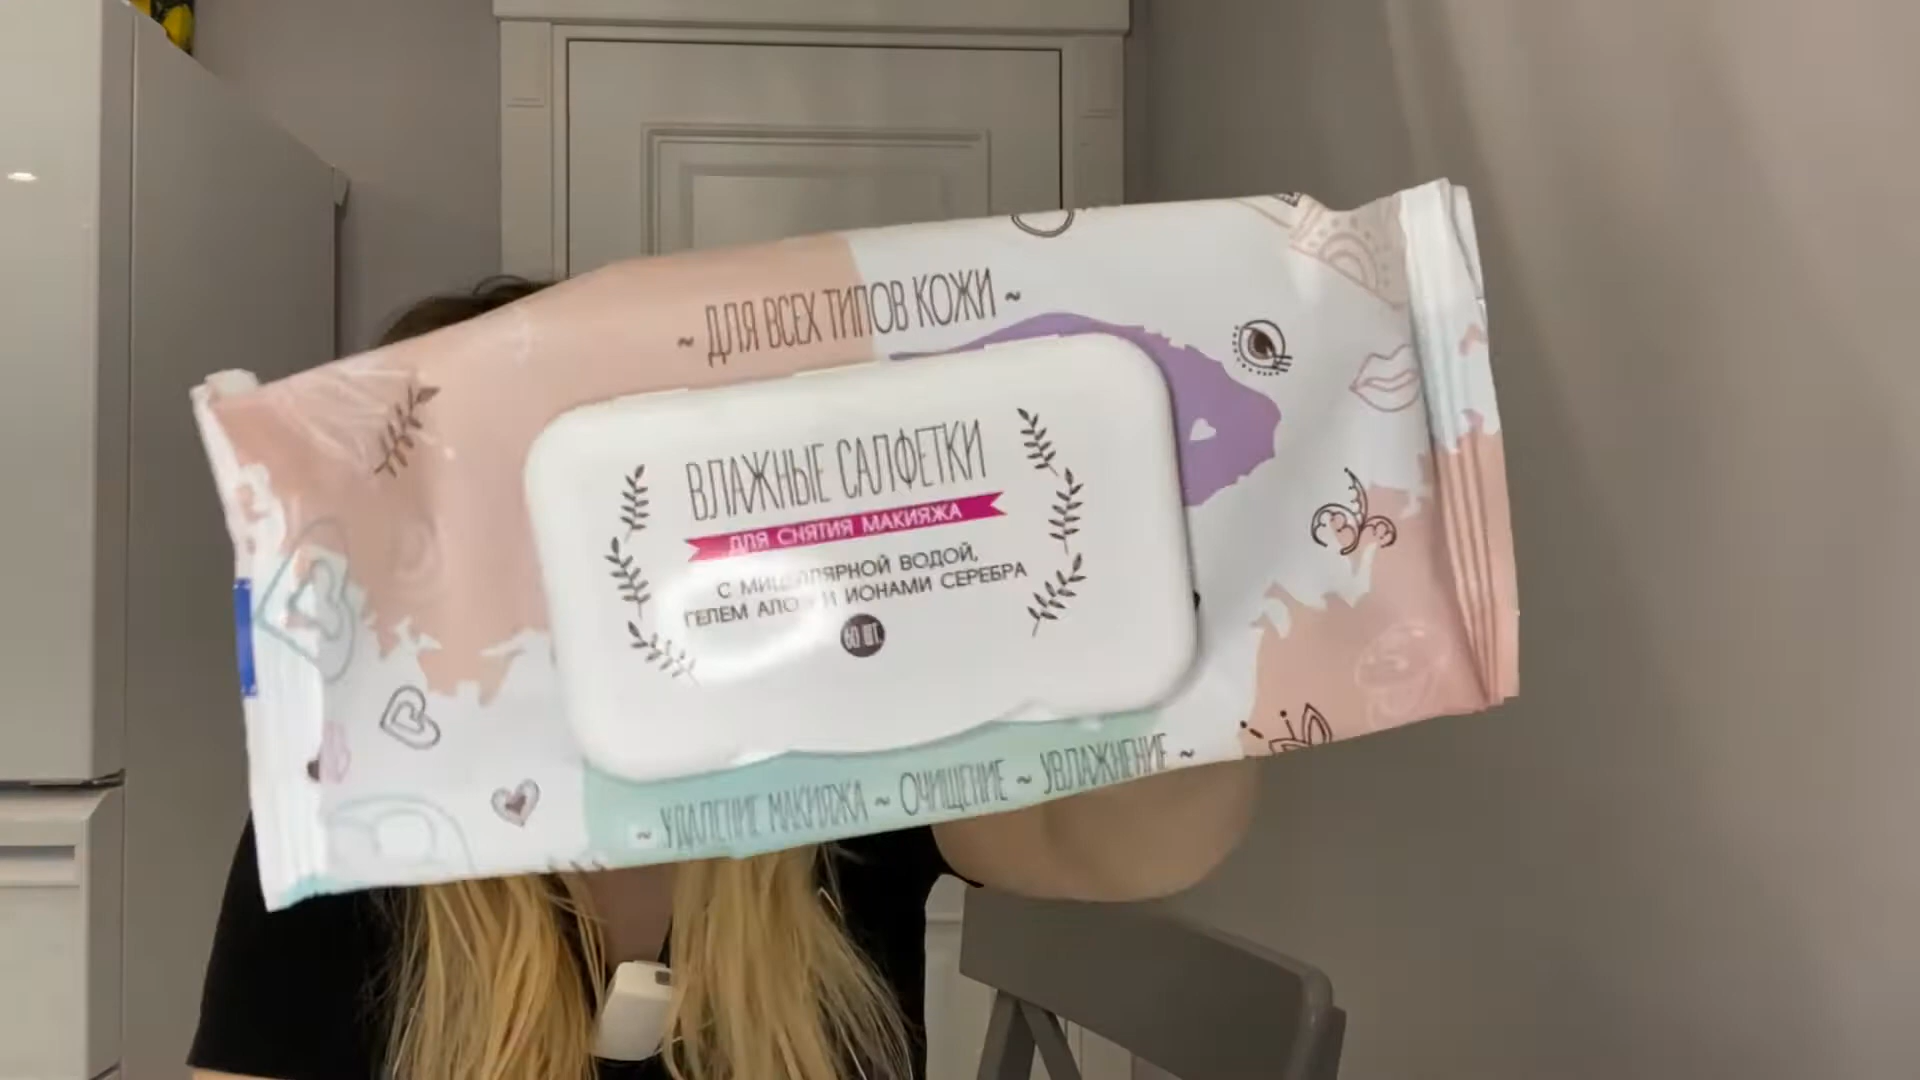 ~ ДЛЯ ВСЕХ ТИПОВ КОЖИ ~
ВЛАЖНЫЕ САЛФЕТКИ
ДЛЯ СНЯТИЯ МАКИЯЖА
С МИЦЕЛЛЯРНОЙ ВОДОЙ,
ГЕЛЕМ АЛОЭ И ИОНАМИ СЕРЕБРА
60 ШТ.
~ УДАЛЕНИЕ МАКИЯЖА ~ ОЧИЩЕНИЕ ~ УВЛАЖНЕНИЕ ~